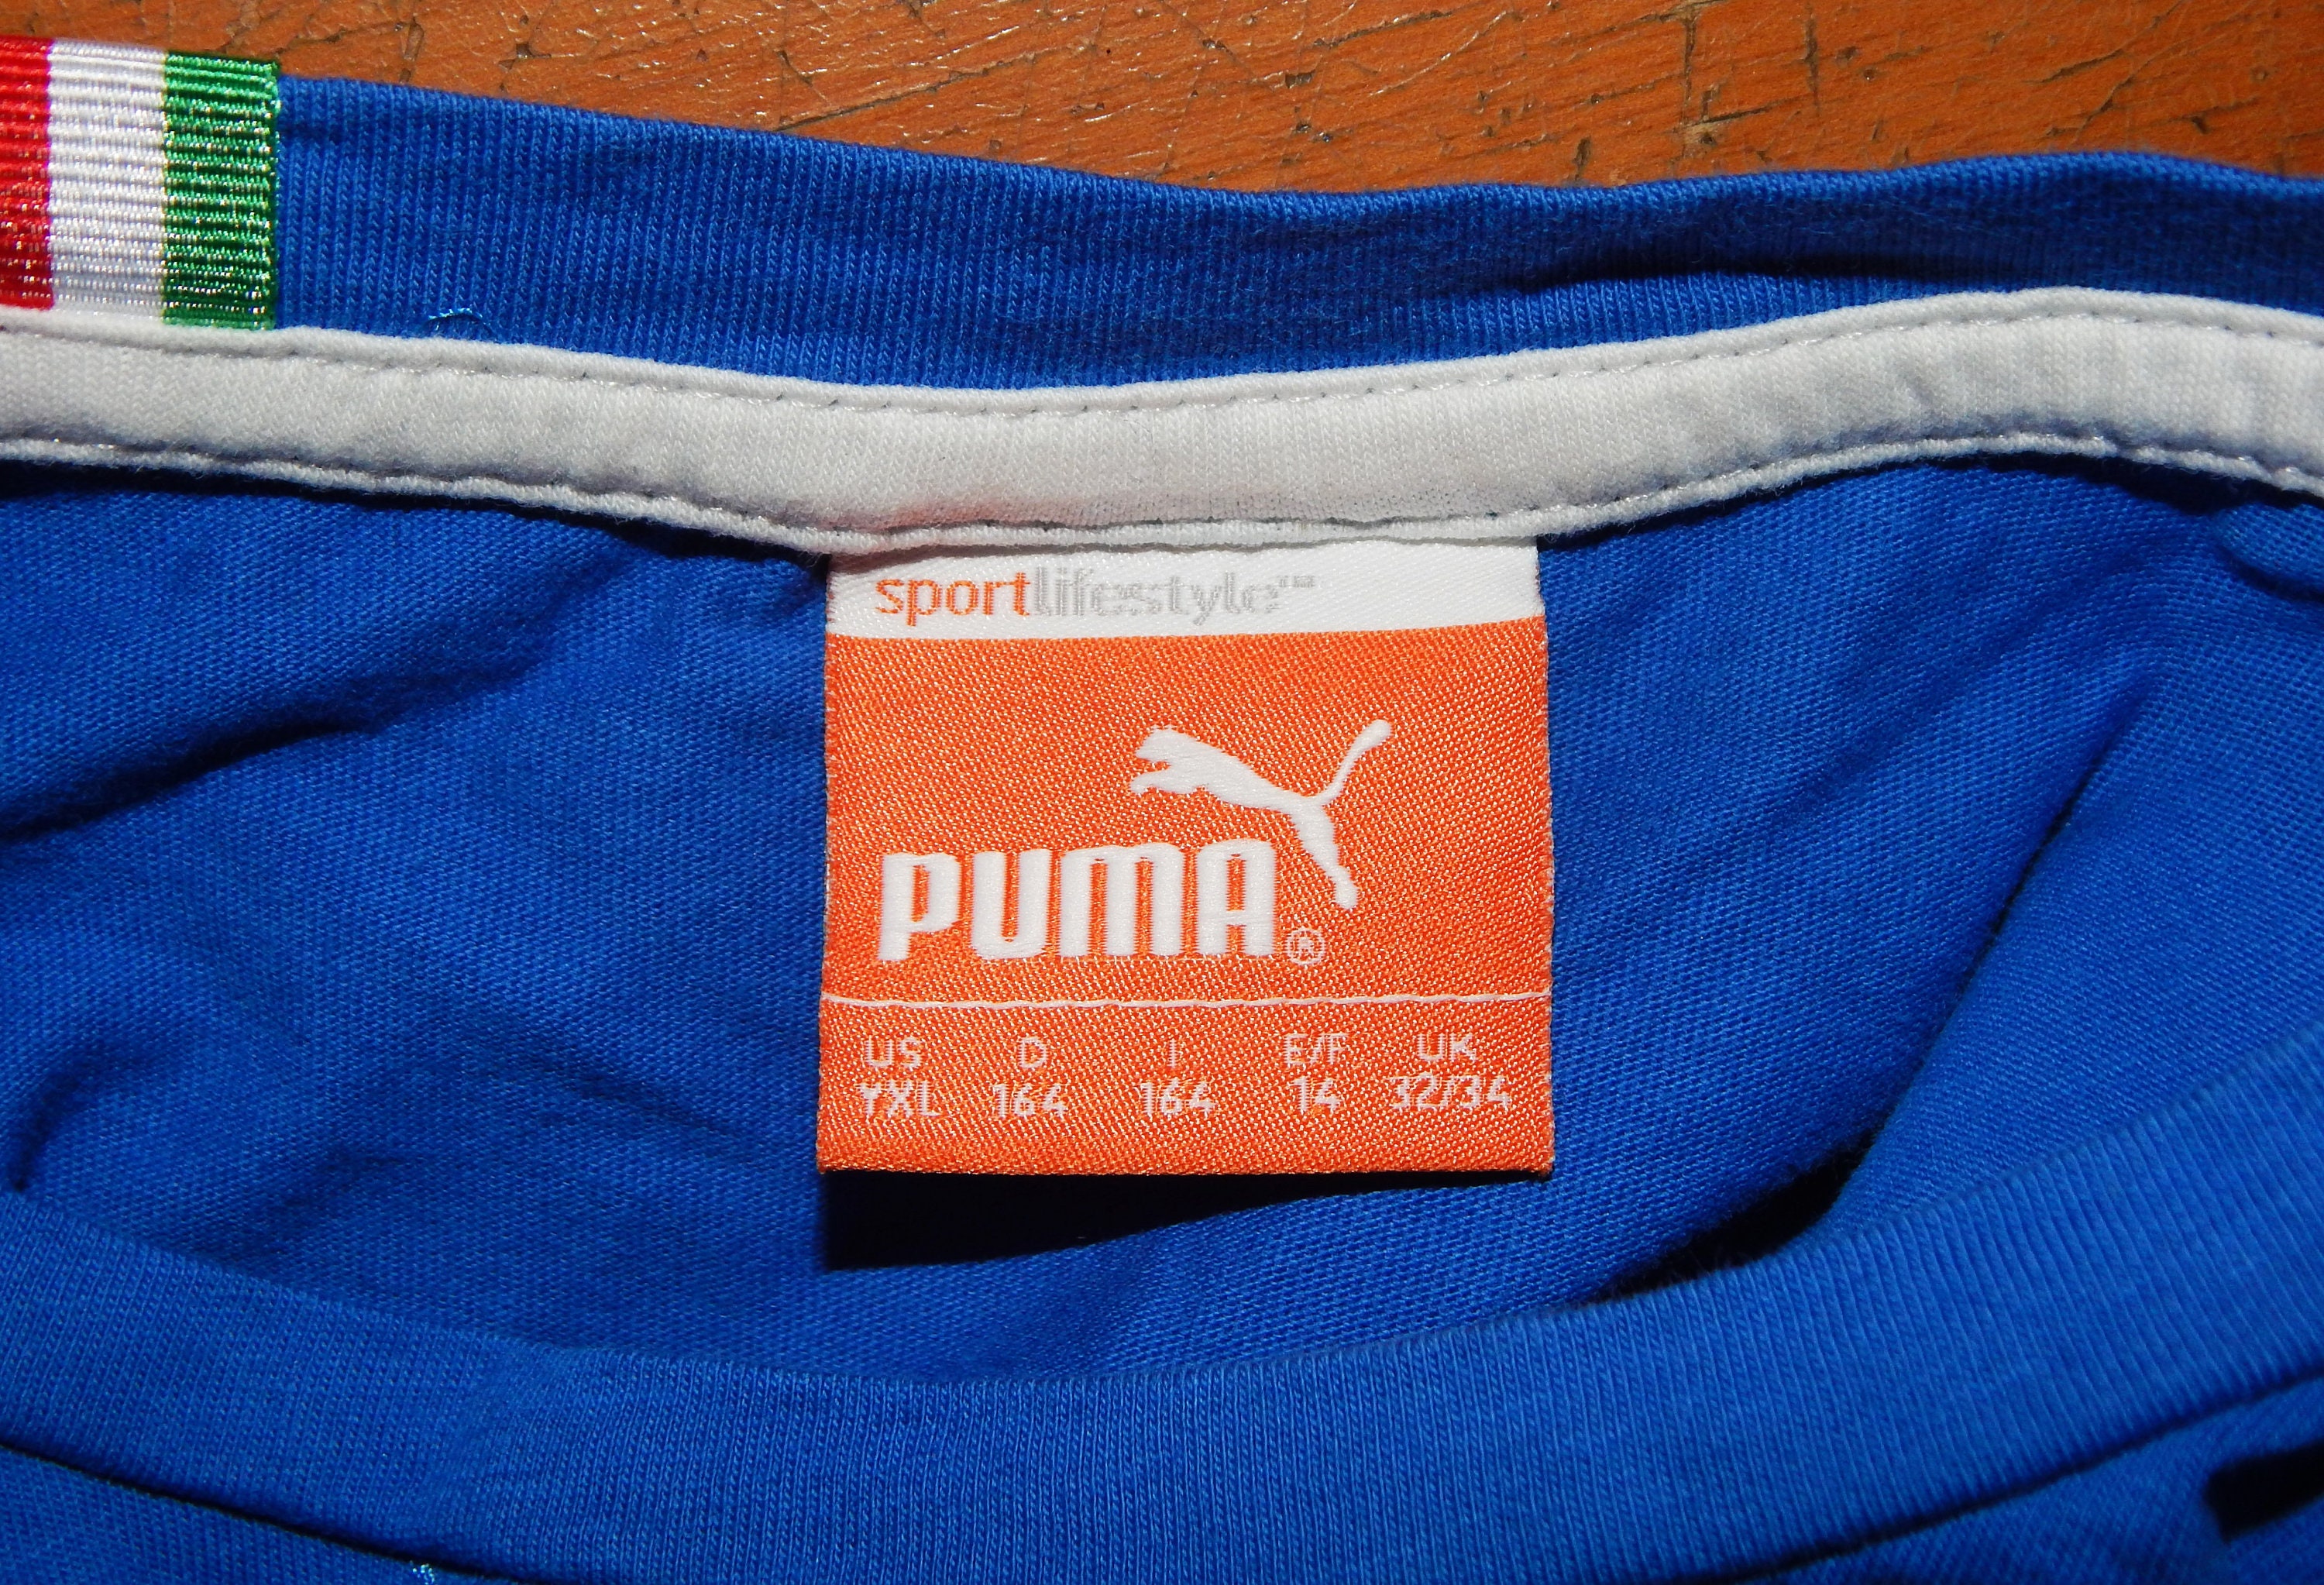 sportlifestyle™
PUMA®
US D I E/F UK
YXL 164 164 14 32/34